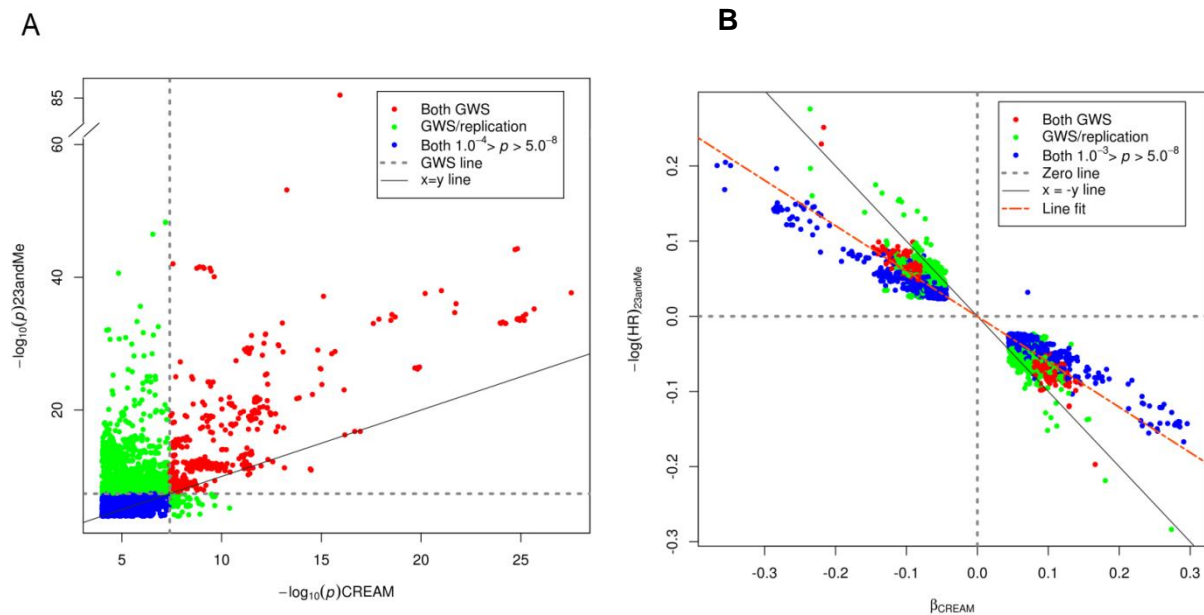 A
−log10(p)23andMe
85
60
40
20
Both GWS
GWS/replication
Both 1.0⁻⁴> p > 5.0⁻⁸
GWS line
x=y line
5 10 15 20 25
−log10(p)CREAM
B
−log(HR)23andMe
0.2
0.1
0.0
-0.1
-0.2
-0.3
Both GWS
GWS/replication
Both 1.0⁻³> p > 5.0⁻⁸
Zero line
x = -y line
Line fit
-0.3 -0.2 -0.1 0.0 0.1 0.2 0.3
βCREAM